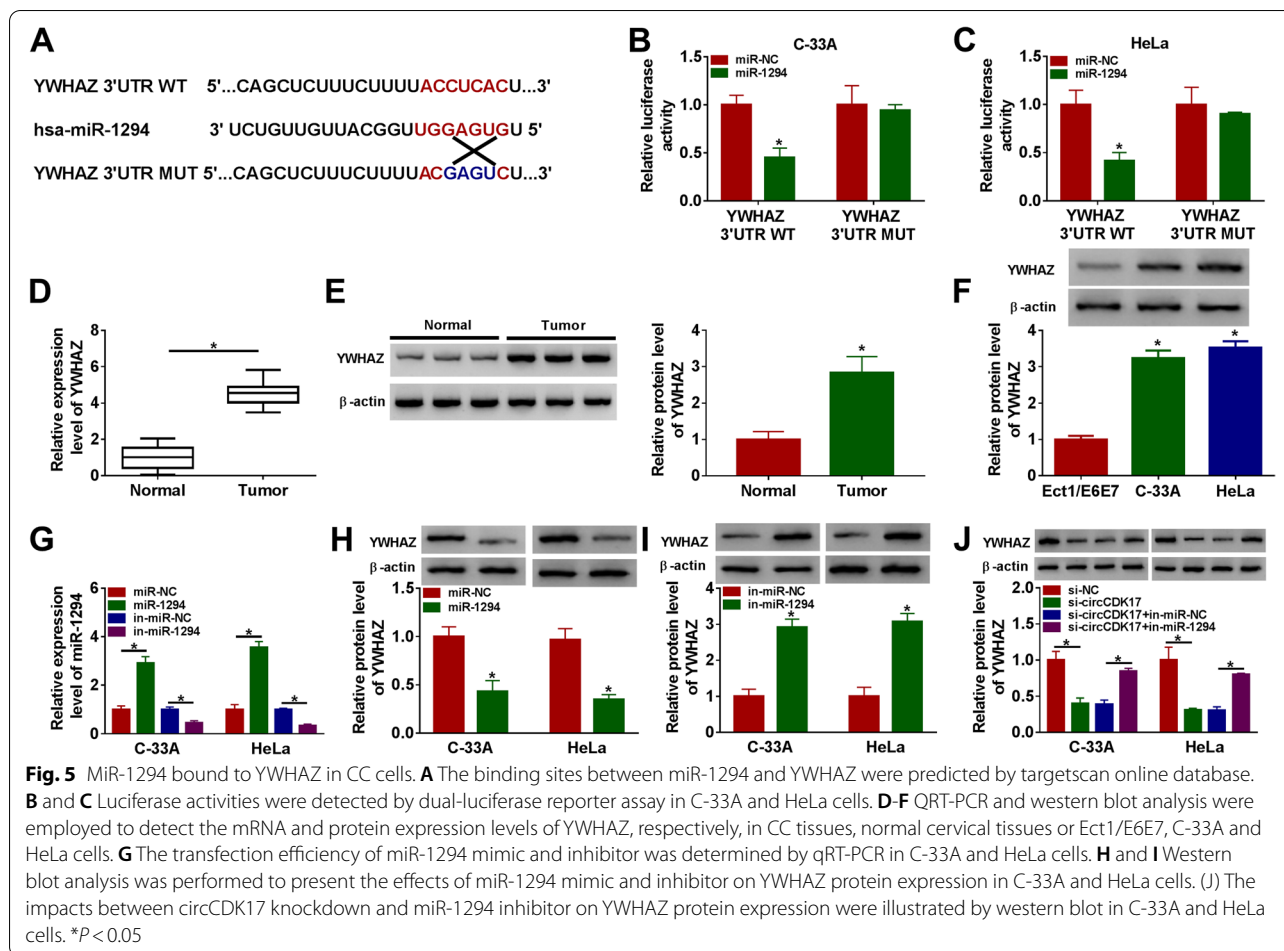 A
YWHAZ 3'UTR WT 5'...CAGCUCUUUCUUUUACCUCACU...3'
hsa-miR-1294 3' UCUGUUGUUACGGUUGGAGUGU 5'
YWHAZ 3'UTR MUT 5'...CAGCUCUUUCUUUUACGAGUCU...3'
B
C-33A
miR-NC
miR-1294
Relative luciferase activity
1.5
1.0
0.5
0.0
*
YWHAZ 3'UTR WT
YWHAZ 3'UTR MUT
C
HeLa
miR-NC
miR-1294
Relative luciferase activity
1.5
1.0
0.5
0.0
*
YWHAZ 3'UTR WT
YWHAZ 3'UTR MUT
D
Relative expression level of YWHAZ
8
6
4
2
0
*
Normal
Tumor
E
Normal
Tumor
YWHAZ
β-actin
Relative protein level of YWHAZ
4
3
2
1
0
*
Normal
Tumor
F
YWHAZ
β-actin
Relative protein level of YWHAZ
4
3
2
1
0
*
*
Ect1/E6E7
C-33A
HeLa
G
miR-NC
miR-1294
in-miR-NC
in-miR-1294
Relative expression level of miR-1294
6
4
2
0
*
*
*
*
C-33A
HeLa
H
YWHAZ
β-actin
miR-NC
miR-1294
Relative protein level of YWHAZ
1.5
1.0
0.5
0.0
*
*
C-33A
HeLa
I
YWHAZ
β-actin
in-miR-NC
in-miR-1294
Relative protein level of YWHAZ
4
3
2
1
0
*
*
C-33A
HeLa
J
YWHAZ
β-actin
si-NC
si-circCDK17
si-circCDK17+in-miR-NC
si-circCDK17+in-miR-1294
Relative protein level of YWHAZ
2.0
1.5
1.0
0.5
0.0
*
*
*
*
C-33A
HeLa
Fig. 5 MiR-1294 bound to YWHAZ in CC cells. A The binding sites between miR-1294 and YWHAZ were predicted by targetscan online database.
B and C Luciferase activities were detected by dual-luciferase reporter assay in C-33A and HeLa cells. D-F QRT-PCR and western blot analysis were
employed to detect the mRNA and protein expression levels of YWHAZ, respectively, in CC tissues, normal cervical tissues or Ect1/E6E7, C-33A and
HeLa cells. G The transfection efficiency of miR-1294 mimic and inhibitor was determined by qRT-PCR in C-33A and HeLa cells. H and I Western
blot analysis was performed to present the effects of miR-1294 mimic and inhibitor on YWHAZ protein expression in C-33A and HeLa cells. (J) The
impacts between circCDK17 knockdown and miR-1294 inhibitor on YWHAZ protein expression were illustrated by western blot in C-33A and HeLa
cells. *P < 0.05